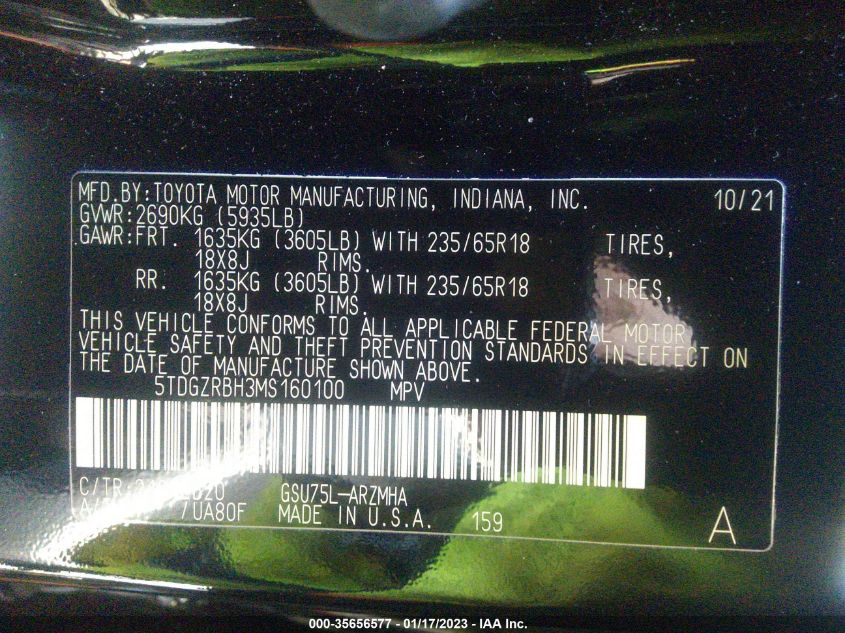 MFD.BY:TOYOTA MOTOR MANUFACTURING, INDIANA, INC. 10/21
GVWR:2690KG (5935LB)
GAWR:FRT. 1635KG (3605LB) WITH 235/65R18 TIRES,
18X8J RIMS.
RR. 1635KG (3605LB) WITH 235/65R18 TIRES,
18X8J RIMS.
THIS VEHICLE CONFORMS TO ALL APPLICABLE FEDERAL MOTOR
VEHICLE SAFETY AND THEFT PREVENTION STANDARDS IN EFFECT ON
THE DATE OF MANUFACTURE SHOWN ABOVE.
5TDGZRBH3MS160100 MPV
C/TR GSU75L-ARZMHA
/UA80F MADE IN U.S.A. 159 A
000-35656577 - 01/17/2023 - IAA Inc.